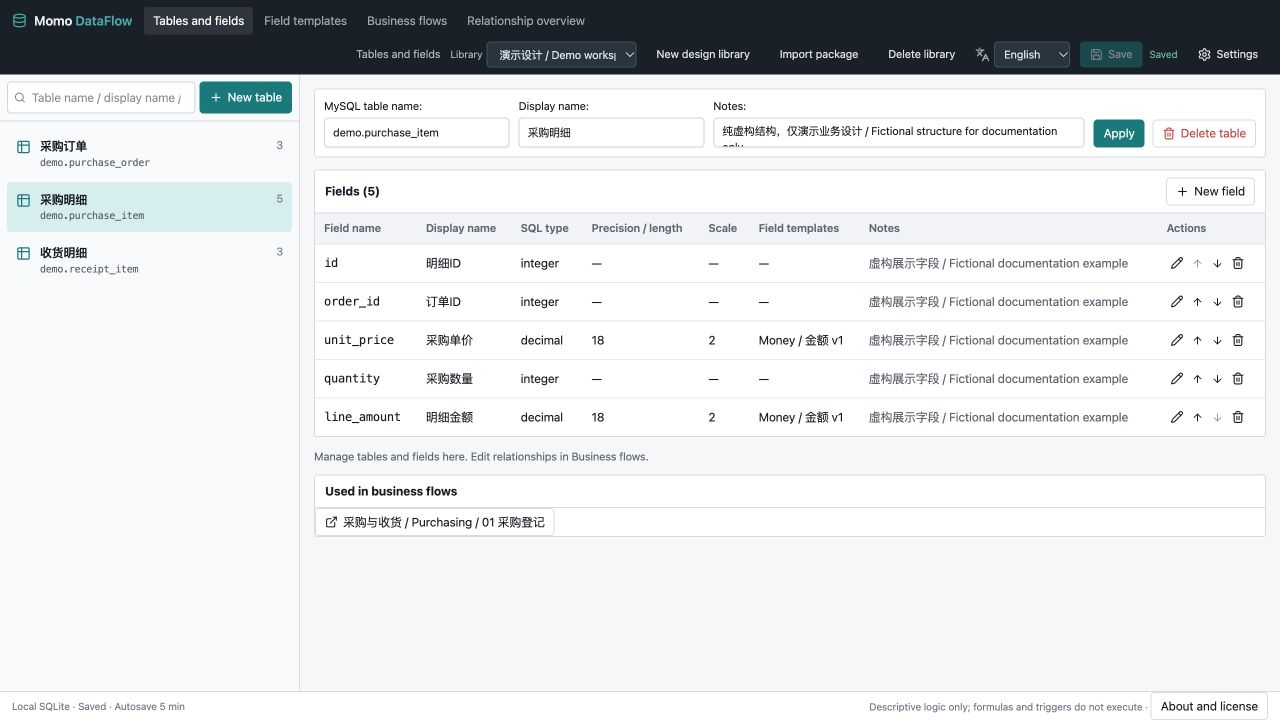 Momo DataFlow Tables and fields Field templates Business flows Relationship overview
Tables and fields Library 演示设计 / Demo worksp New design library Import package Delete library English Save Saved Settings
Table name / display name / New table
采购订单 3
demo.purchase_order
采购明细 5
demo.purchase_item
收货明细 3
demo.receipt_item
MySQL table name: Display name: Notes:
demo.purchase_item 采购明细 纯虚构结构，仅演示业务设计 / Fictional structure for documentation Apply Delete table
Fields (5) New field
Field name Display name SQL type Precision / length Scale Field templates Notes Actions
id 明细ID integer — — — 虚构展示字段 / Fictional documentation example
order_id 订单ID integer — — — 虚构展示字段 / Fictional documentation example
unit_price 采购单价 decimal 18 2 Money / 金额 v1 虚构展示字段 / Fictional documentation example
quantity 采购数量 integer — — — 虚构展示字段 / Fictional documentation example
line_amount 明细金额 decimal 18 2 Money / 金额 v1 虚构展示字段 / Fictional documentation example
Manage tables and fields here. Edit relationships in Business flows.
Used in business flows
采购与收货 / Purchasing / 01 采购登记
Local SQLite · Saved · Autosave 5 min Descriptive logic only; formulas and triggers do not execute · About and license